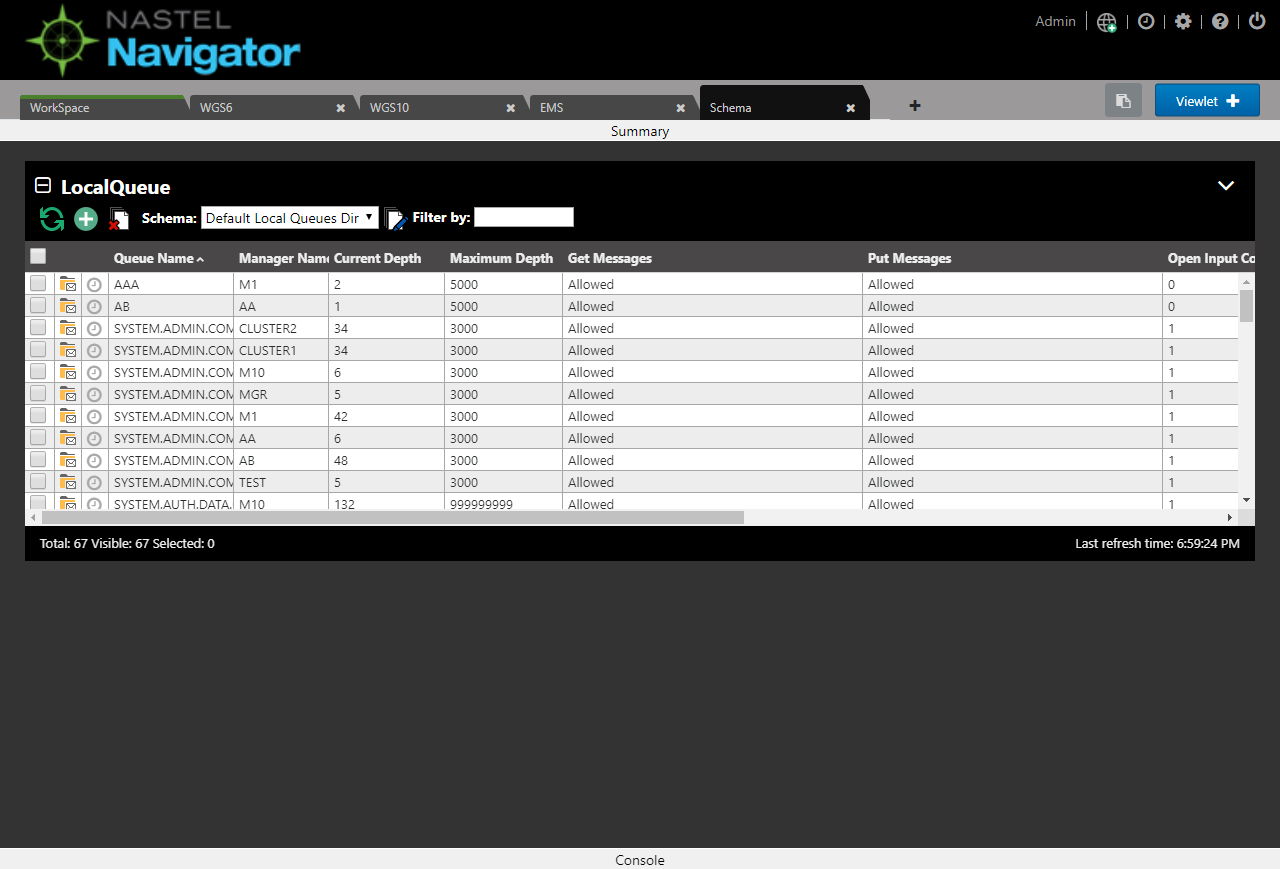 NASTEL
Navigator
Admin
WorkSpace WGS6 WGS10 EMS Schema
Viewlet
Summary
LocalQueue
Schema: Default Local Queues Dir Filter by:
Queue Name Manager Nam Current Depth Maximum Depth Get Messages Put Messages Open Input Co
AAA M1 2 5000 Allowed Allowed 0
AB AA 1 5000 Allowed Allowed 0
SYSTEM.ADMIN.COM CLUSTER2 34 3000 Allowed Allowed 1
SYSTEM.ADMIN.COM CLUSTER1 34 3000 Allowed Allowed 1
SYSTEM.ADMIN.COM M10 6 3000 Allowed Allowed 1
SYSTEM.ADMIN.COM MGR 5 3000 Allowed Allowed 1
SYSTEM.ADMIN.COM M1 42 3000 Allowed Allowed 1
SYSTEM.ADMIN.COM AA 6 3000 Allowed Allowed 1
SYSTEM.ADMIN.COM AB 48 3000 Allowed Allowed 1
SYSTEM.ADMIN.COM TEST 5 3000 Allowed Allowed 1
SYSTEM.AUTH.DATA. M10 132 999999999 Allowed Allowed 1
Total: 67 Visible: 67 Selected: 0 Last refresh time: 6:59:24 PM
Console